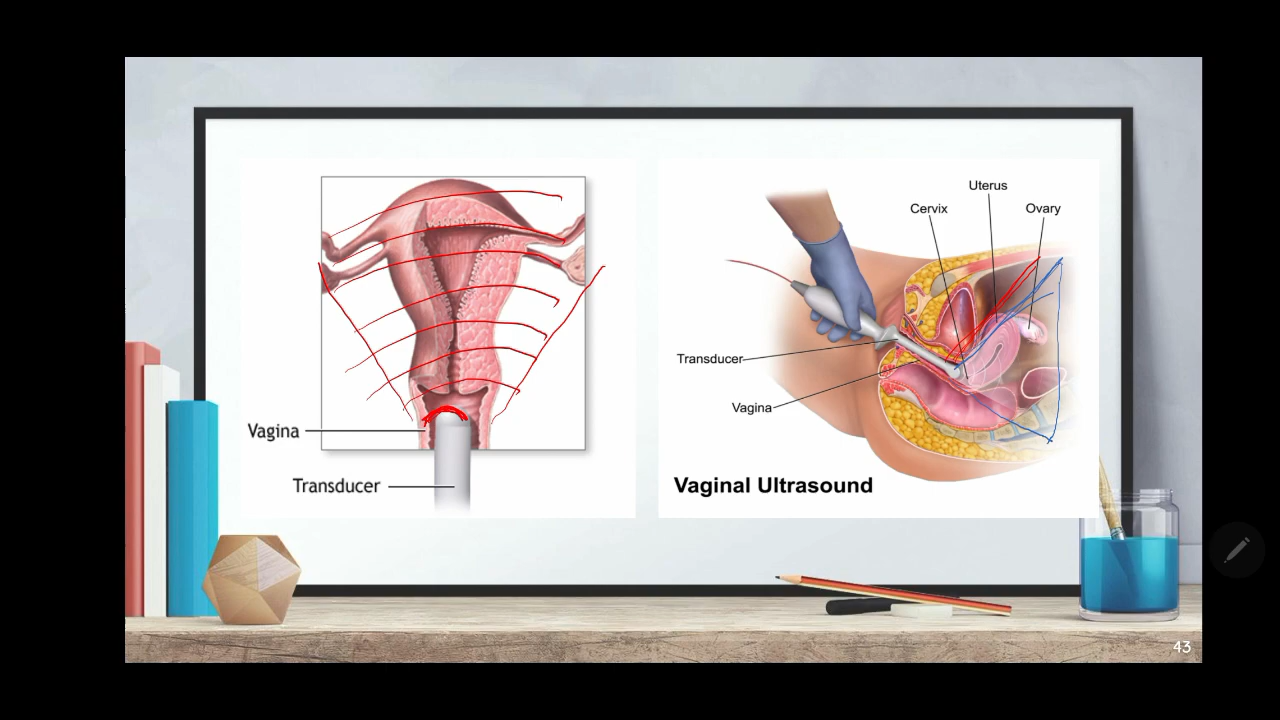 Vagina
Transducer
Uterus
Cervix
Ovary
Transducer
Vagina
Vaginal Ultrasound
43